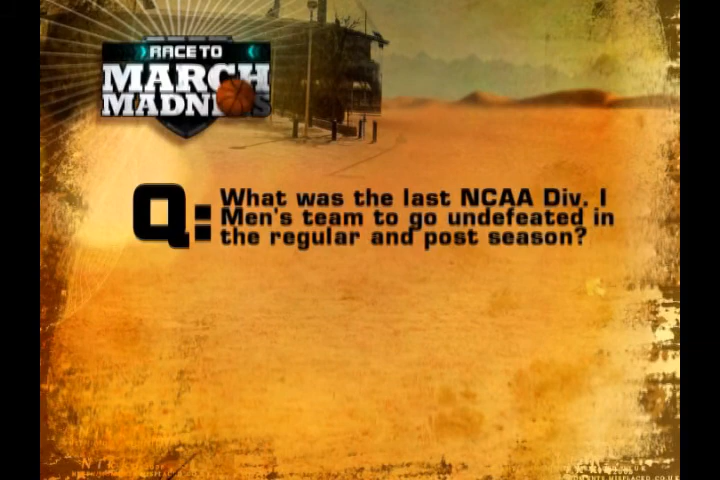 RACE TO
MARCH
MADNESS
Q:
What was the last NCAA Div. I
Men's team to go undefeated in
the regular and post season?